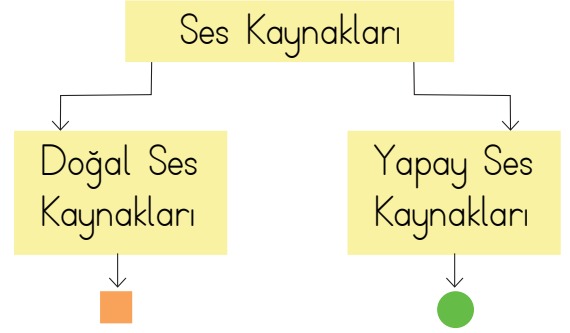 Ses Kaynakları
Doğal Ses
Kaynakları
Yapay Ses
Kaynakları